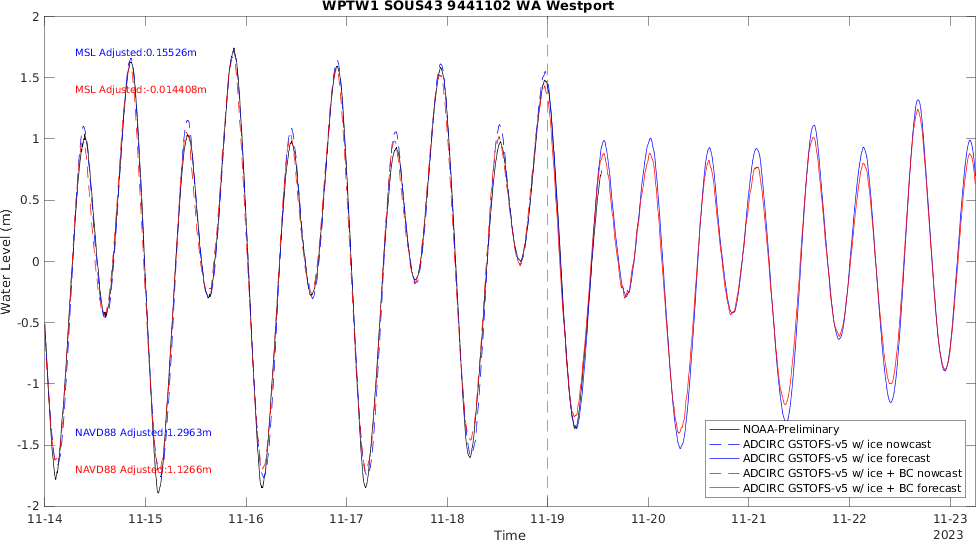 WPTW1 SOUS43 9441102 WA Westport
2
MSL Adjusted:0.15526m
1.5
MSL Adjusted:-0.014408m
1
0.5
0
-0.5
-1
NAVD88 Adjusted:1.2963m
-1.5
NAVD88 Adjusted:1.1266m
-2
Water Level (m)
NOAA-Preliminary
ADCIRC GSTOFS-v5 w/ ice nowcast
ADCIRC GSTOFS-v5 w/ ice forecast
ADCIRC GSTOFS-v5 w/ ice + BC nowcast
ADCIRC GSTOFS-v5 w/ ice + BC forecast
11-14 11-15 11-16 11-17 11-18 11-19 11-20 11-21 11-22 11-23
Time
2023